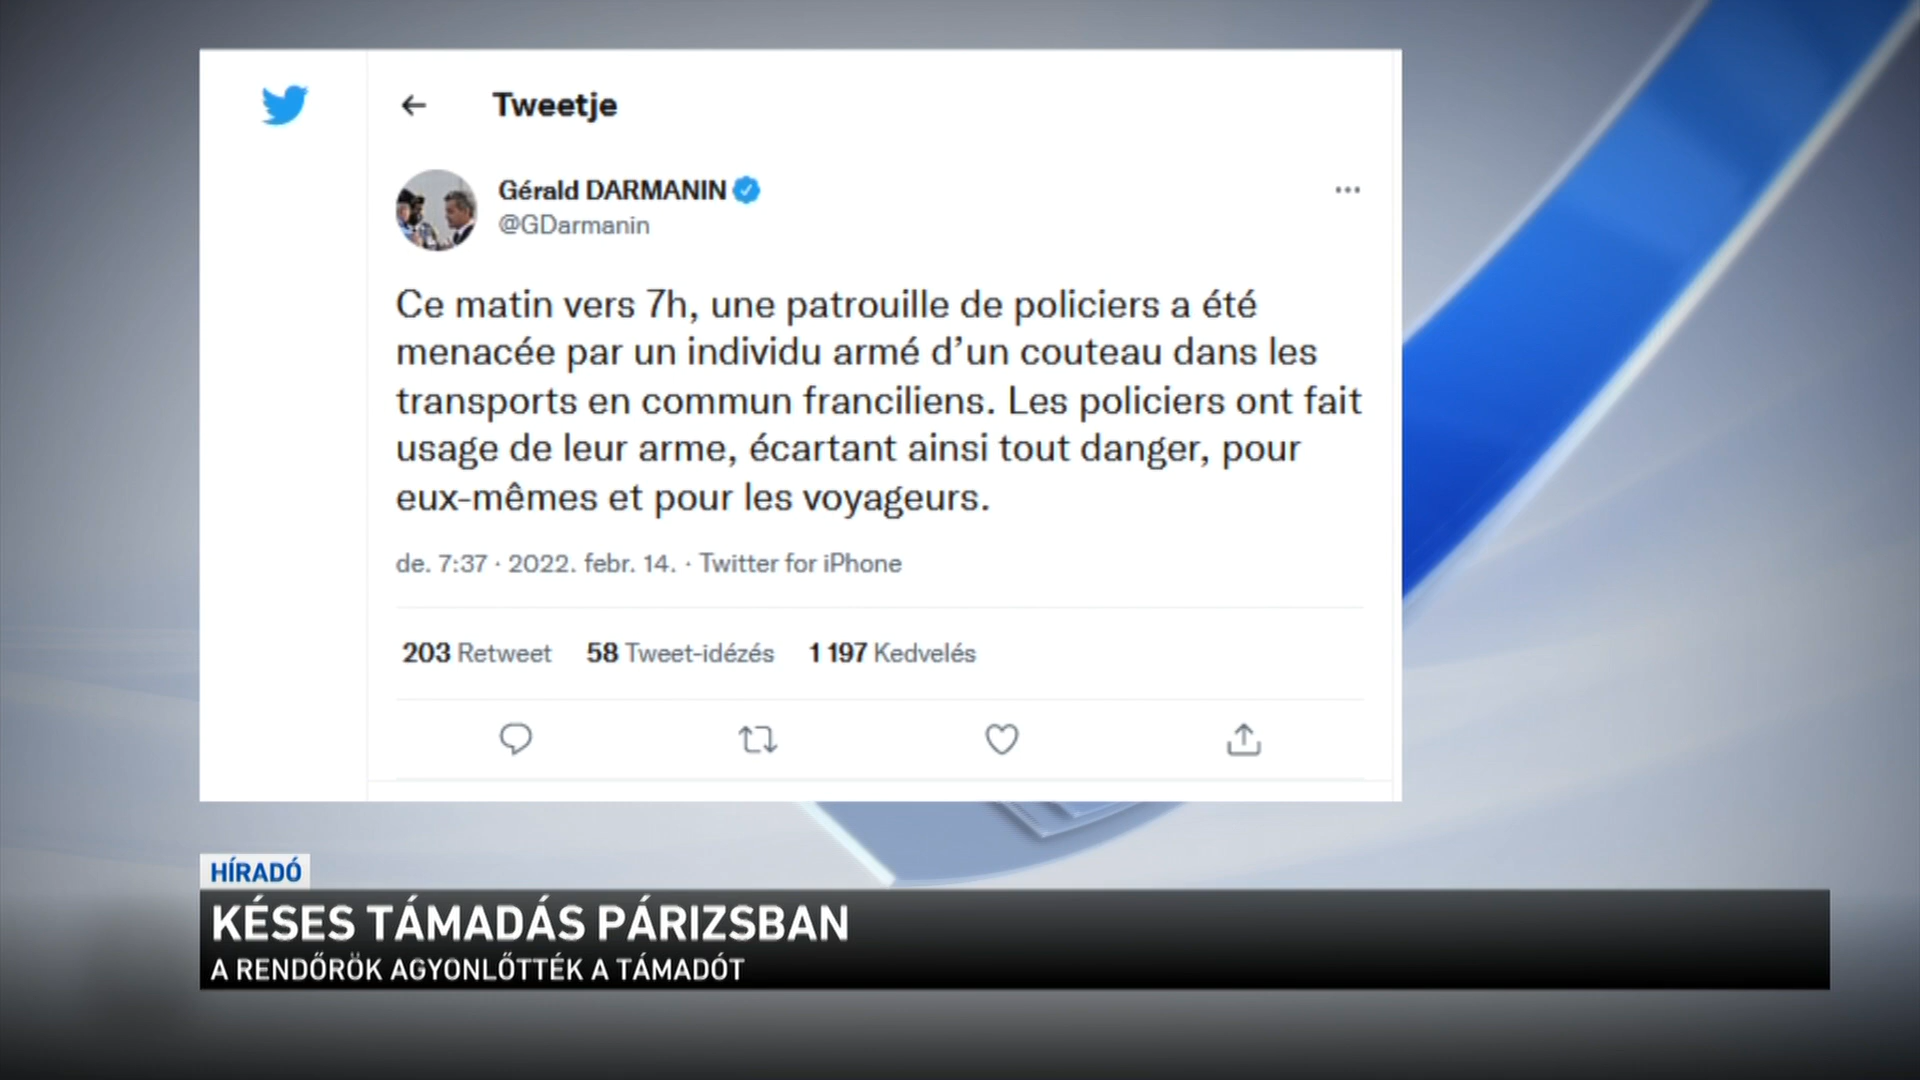 Tweetje
Gérald DARMANIN
@GDarmanin
Ce matin vers 7h, une patrouille de policiers a été
menacée par un individu armé d’un couteau dans les
transports en commun franciliens. Les policiers ont fait
usage de leur arme, écartant ainsi tout danger, pour
eux-mêmes et pour les voyageurs.
de. 7:37 · 2022. febr. 14. · Twitter for iPhone
203 Retweet 58 Tweet-idézés 1 197 Kedvelés
HÍRADÓ
KÉSES TÁMADÁS PÁRIZSBAN
A RENDŐRÖK AGYONLŐTTÉK A TÁMADÓT